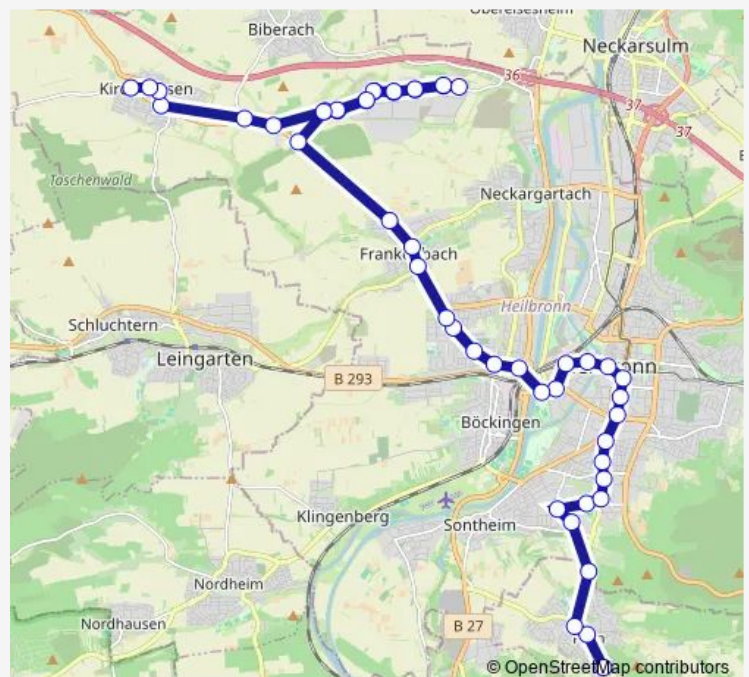 Obereisesheim
Biberach
Neckarsulm
36
37
37
Taschenwald
Neckargartach
Heilbronn
Schluchtern
Leingarten
B 293
Böckingen
Klingenberg
Sontheim
Nordheim
Nordhausen
B 27
© OpenStreetMap contributors